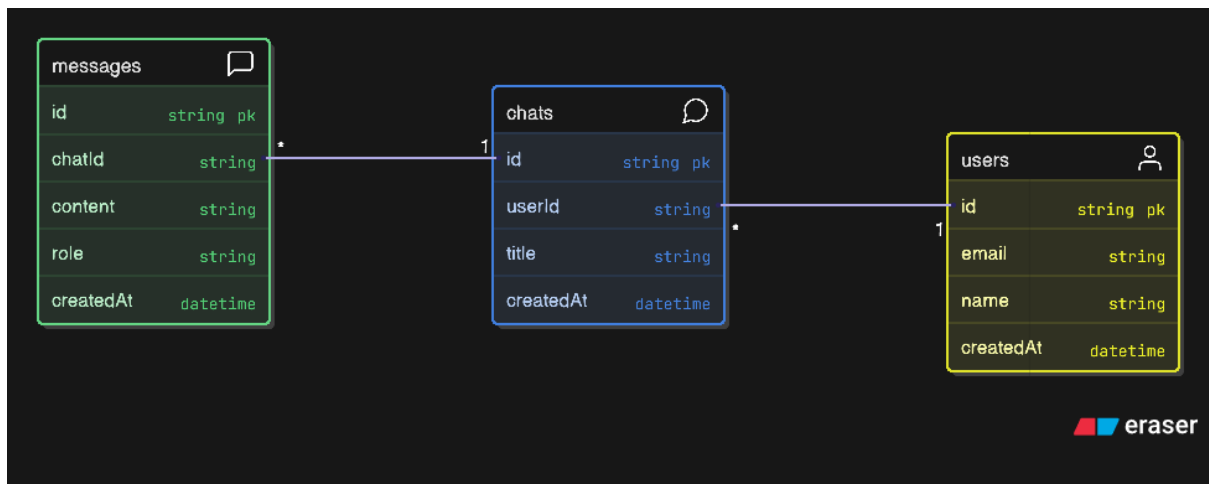 messages
id string pk
chatId string
content string
role string
createdAt datetime
*
1
chats
id string pk
userId string
title string
createdAt datetime
*
1
users
id string pk
email string
name string
createdAt datetime
eraser